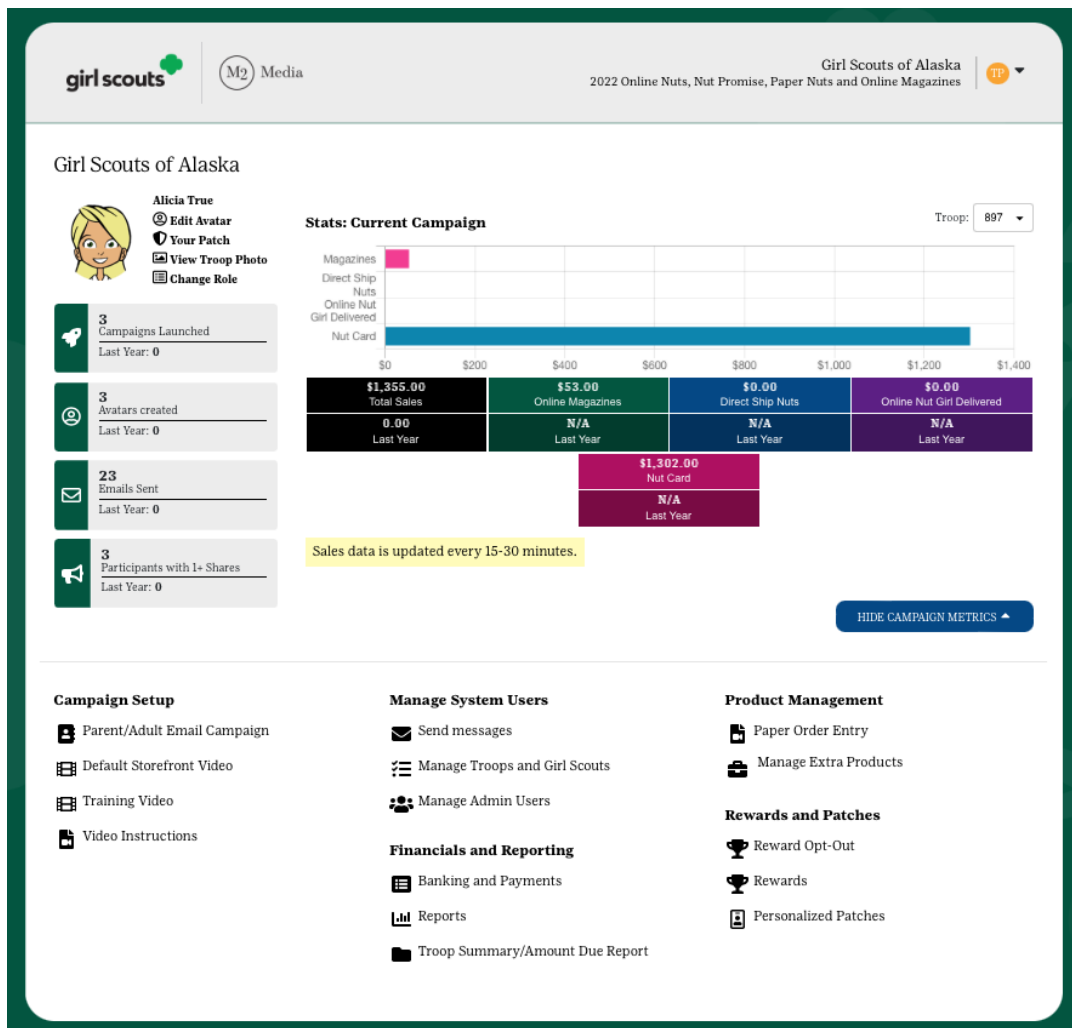 girl scouts
M2 Media
Girl Scouts of Alaska
2022 Online Nuts, Nut Promise, Paper Nuts and Online Magazines
TP
Girl Scouts of Alaska
Alicia True
Edit Avatar
Your Patch
View Troop Photo
Change Role
3
Campaigns Launched
Last Year: 0
3
Avatars created
Last Year: 0
23
Emails Sent
Last Year: 0
3
Participants with 1+ Shares
Last Year: 0
Stats: Current Campaign
Troop: 897
Magazines
Direct Ship
Nuts
Online Nut
Girl Delivered
Nut Card
$0 $200 $400 $600 $800 $1,000 $1,200 $1,400
$1,355.00 $53.00 $0.00 $0.00
Total Sales Online Magazines Direct Ship Nuts Online Nut Girl Delivered
0.00 N/A N/A N/A
Last Year Last Year Last Year Last Year
$1,302.00
Nut Card
N/A
Last Year
Sales data is updated every 15-30 minutes.
HIDE CAMPAIGN METRICS
Campaign Setup
Parent/Adult Email Campaign
Default Storefront Video
Training Video
Video Instructions
Manage System Users
Send messages
Manage Troops and Girl Scouts
Manage Admin Users
Financials and Reporting
Banking and Payments
Reports
Troop Summary/Amount Due Report
Product Management
Paper Order Entry
Manage Extra Products
Rewards and Patches
Reward Opt-Out
Rewards
Personalized Patches